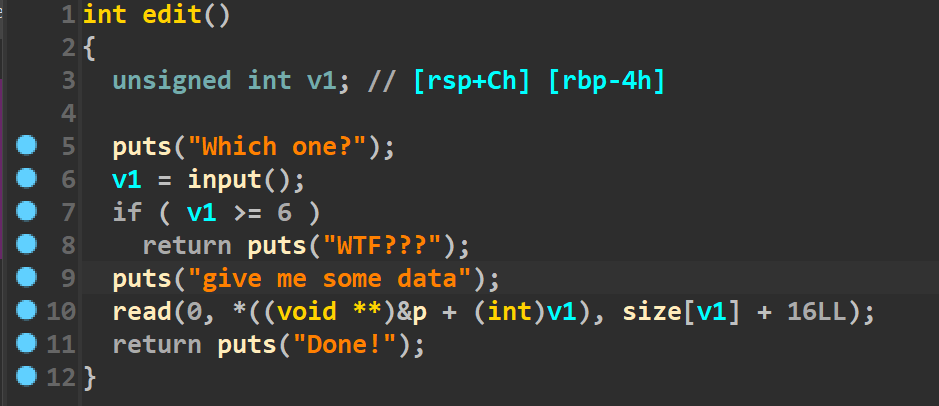 1 int edit()
2 {
3   unsigned int v1; // [rsp+Ch] [rbp-4h]
4
5   puts("Which one?");
6   v1 = input();
7   if ( v1 >= 6 )
8     return puts("WTF???");
9   puts("give me some data");
10   read(0, *((void **)&p + (int)v1), size[v1] + 16LL);
11   return puts("Done!");
12 }